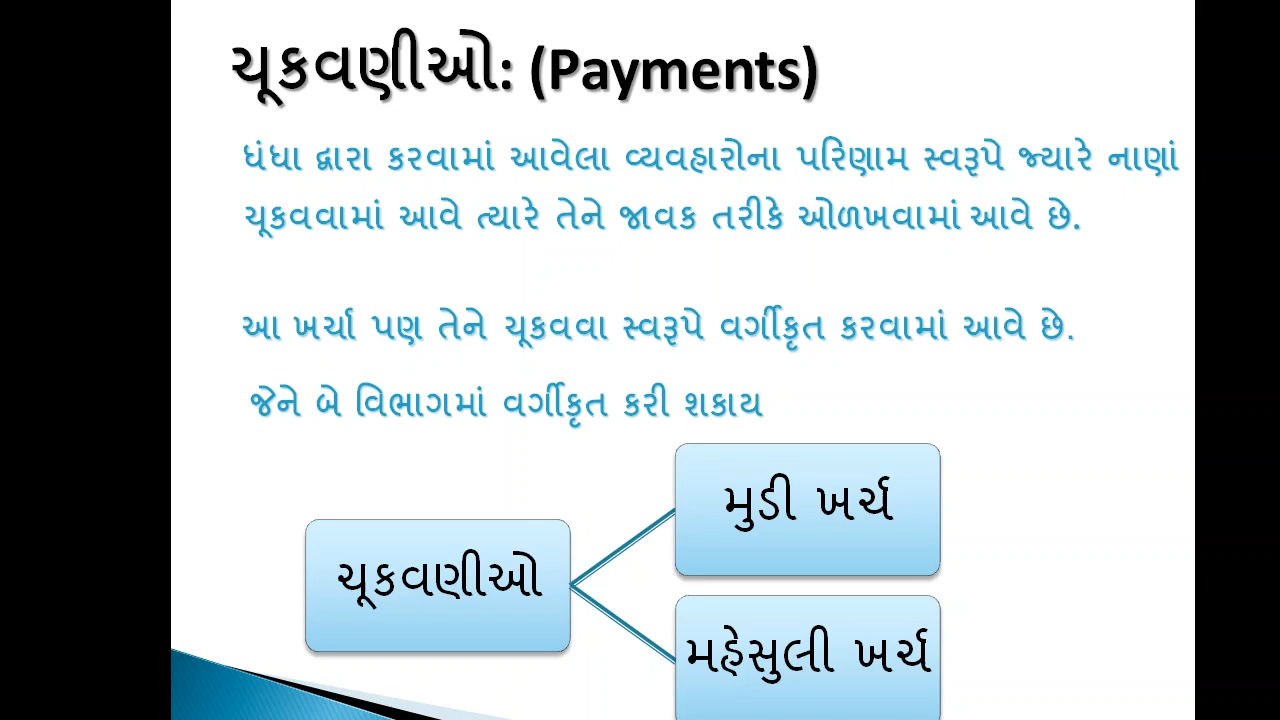 ચૂકવણીઓ: (Payments)
ધંધા દ્વારા કરવામાં આવેલા વ્યવહારોના પરિણામ સ્વરૂપે જ્યારે નાણાં
ચૂકવવામાં આવે ત્યારે તેને જાવક તરીકે ઓળખવામાં આવે છે.
આ ખર્ચા પણ તેને ચૂકવવા સ્વરૂપે વર્ગીકૃત કરવામાં આવે છે.
જેને બે વિભાગમાં વર્ગીકૃત કરી શકાય
મુડી ખર્ચ
ચૂકવણીઓ
મહેસુલી ખર્ચ